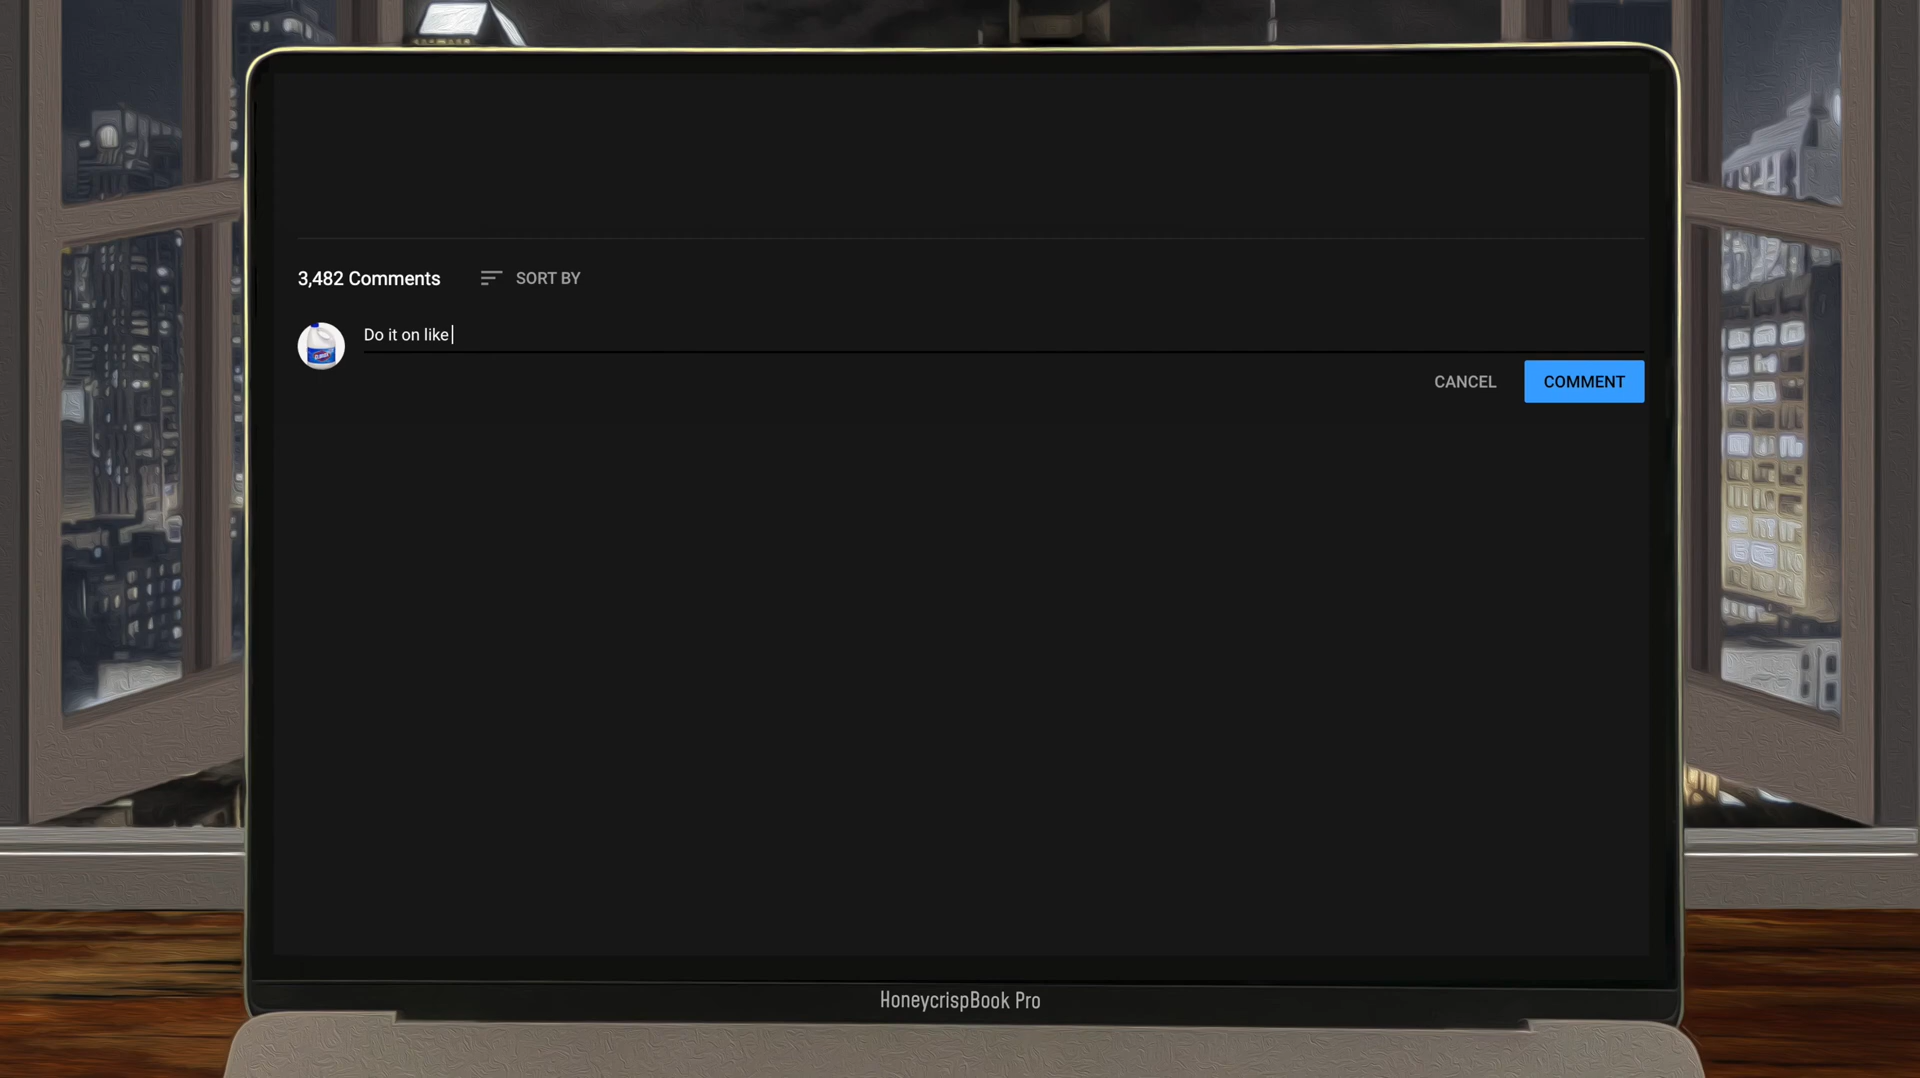 3,482 Comments
SORT BY
Do it on like
CANCEL
COMMENT
HoneycrispBook Pro